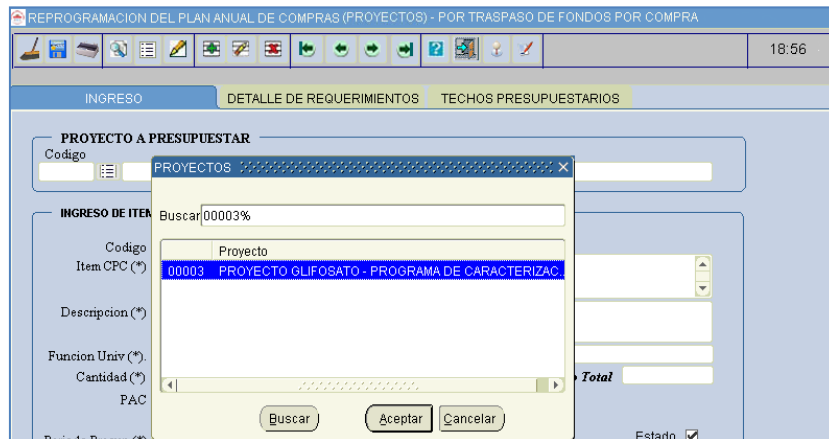 REPROGRAMACION DEL PLAN ANUAL DE COMPRAS (PROYECTOS) - POR TRASPASO DE FONDOS POR COMPRA
18:56
INGRESO DETALLE DE REQUERIMIENTOS TECHOS PRESUPUESTARIOS
PROYECTO A PRESUPUESTAR
Codigo
PROYECTOS
INGRESO DE ITEM
Buscar 00003%
Codigo
Proyecto
Item CPC (*)
00003 PROYECTO GLIFOSATO - PROGRAMA DE CARACTERIZAC..
Descripcion (*)
Funcion Univ (*).
Cantidad (*) Total
PAC
Buscar Aceptar Cancelar
Estado